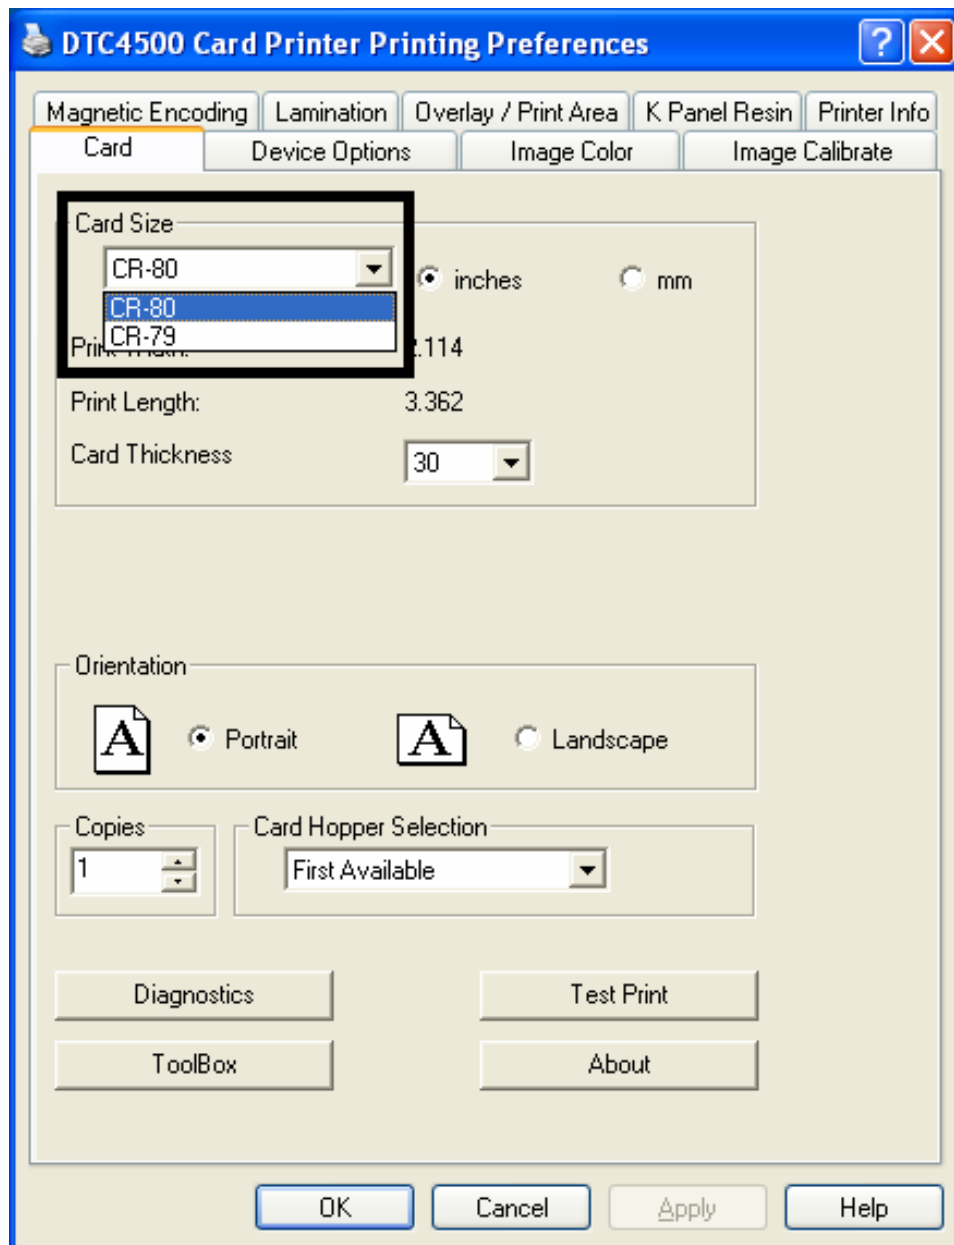 DTC4500 Card Printer Printing Preferences
Magnetic Encoding Lamination Overlay / Print Area K Panel Resin Printer Info
Card Device Options Image Color Image Calibrate
Card Size
CR-80 inches mm
CR-80
CR-79
Print Width: 2.114
Print Length: 3.362
Card Thickness 30
Orientation
A Portrait A Landscape
Copies Card Hopper Selection
1 First Available
Diagnostics Test Print
ToolBox About
OK Cancel Apply Help